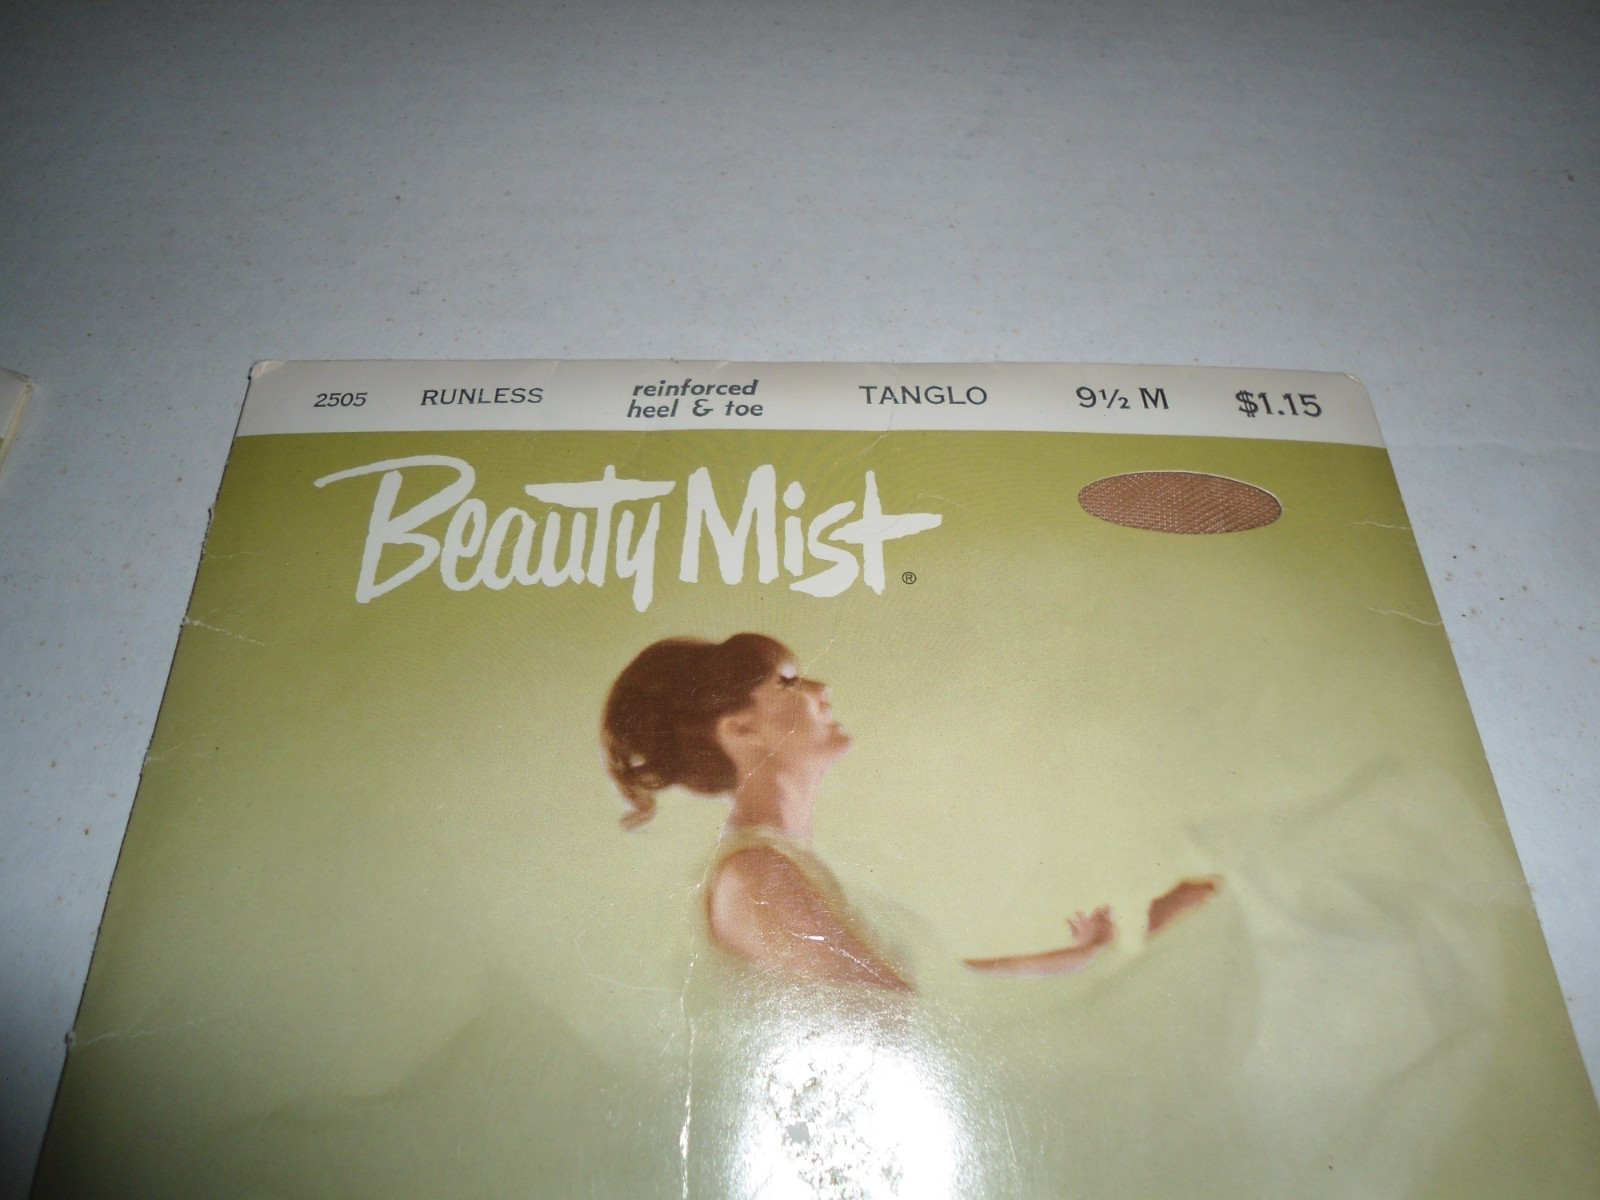 2505 RUNLESS reinforced heel & toe TANGLO 9½ M $1.15
Beauty Mist®